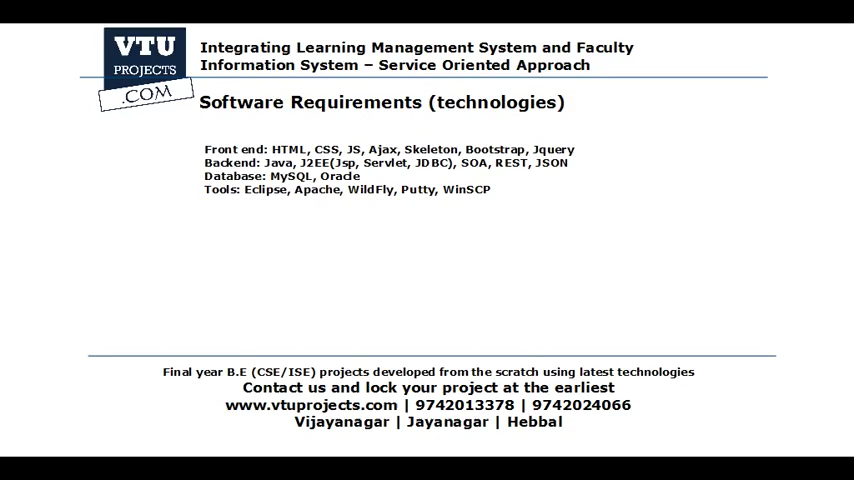 VTU
PROJECTS
.COM
Integrating Learning Management System and Faculty
Information System – Service Oriented Approach
Software Requirements (technologies)
Front end: HTML, CSS, JS, Ajax, Skeleton, Bootstrap, Jquery
Backend: Java, J2EE(Jsp, Servlet, JDBC), SOA, REST, JSON
Database: MySQL, Oracle
Tools: Eclipse, Apache, WildFly, Putty, WinSCP
Final year B.E (CSE/ISE) projects developed from the scratch using latest technologies
Contact us and lock your project at the earliest
www.vtuprojects.com | 9742013378 | 9742024066
Vijayanagar | Jayanagar | Hebbal